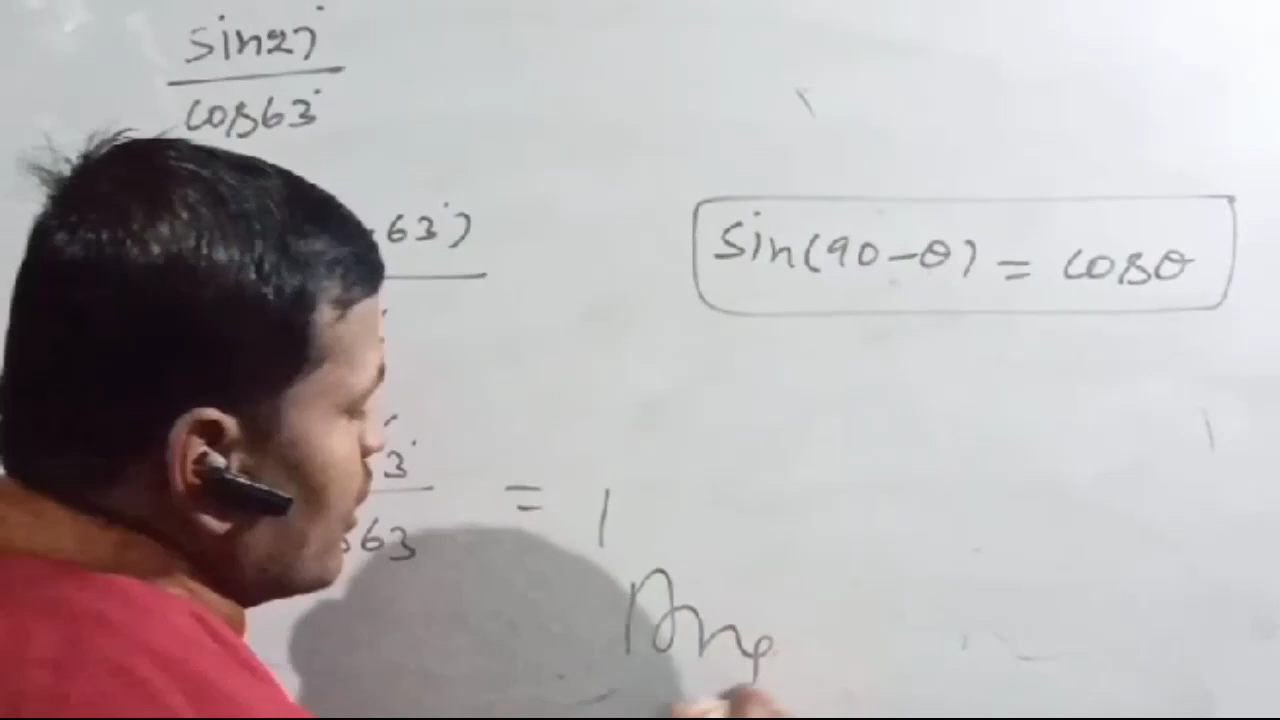 sin27°
cos63°
63°)
sin(90-θ) = cosθ
3°
63 = 1
Ans